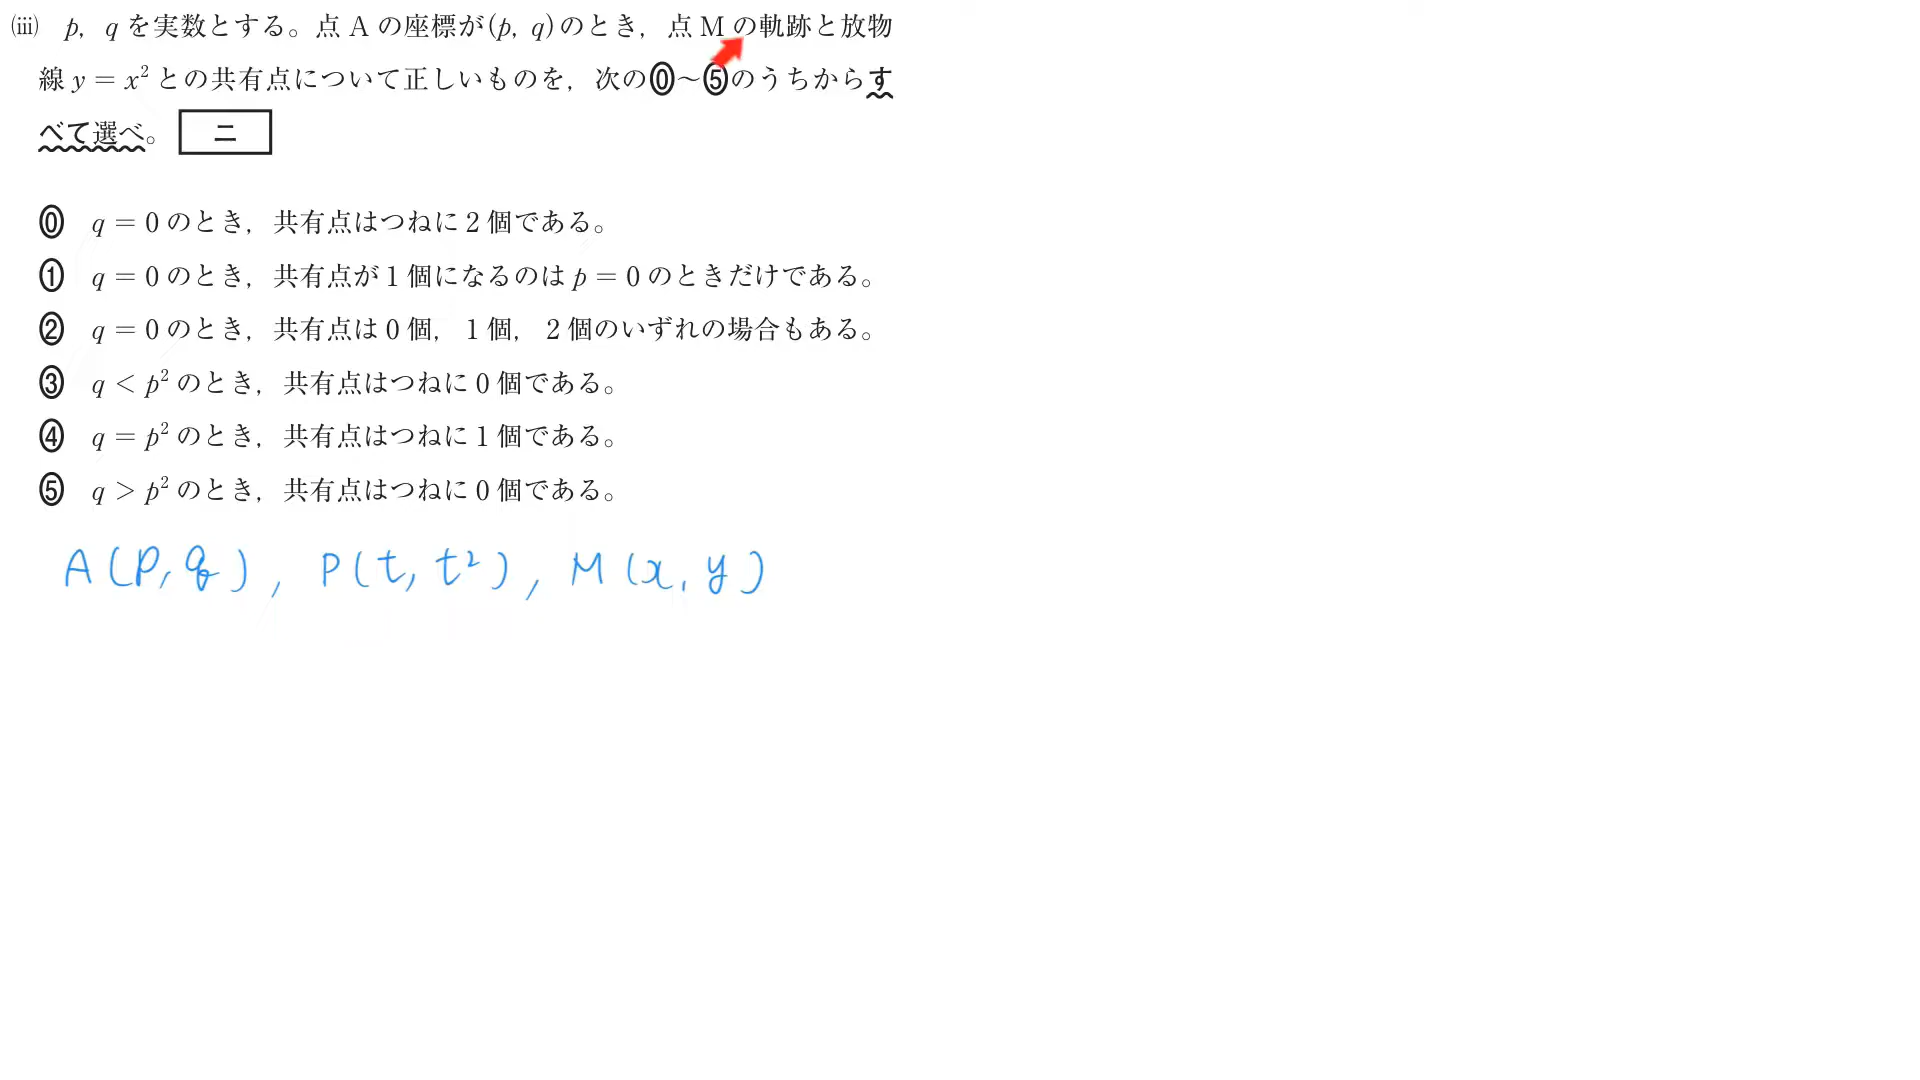 (ⅲ) p, q を実数とする。点 A の座標が(p, q)のとき，点 M の軌跡と放物
線 y = x² との共有点について正しいものを，次の⓪～⑤のうちからす
べて選べ。 ニ
⓪ q = 0 のとき，共有点はつねに 2 個である。
① q = 0 のとき，共有点が 1 個になるのは p = 0 のときだけである。
② q = 0 のとき，共有点は 0 個，1 個，2 個のいずれの場合もある。
③ q < p² のとき，共有点はつねに 0 個である。
④ q = p² のとき，共有点はつねに 1 個である。
⑤ q > p² のとき，共有点はつねに 0 個である。
A(p, q), P(t, t²), M(x, y)